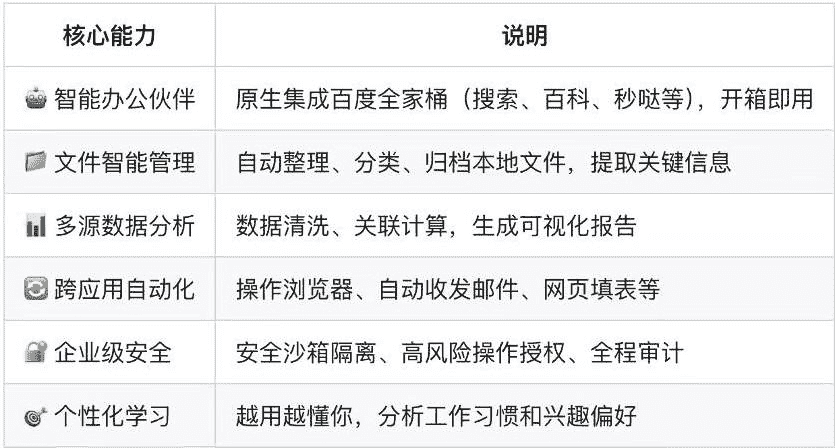 核心能力 说明
智能办公伙伴 原生集成百度全家桶（搜索、百科、秒哒等），开箱即用
文件智能管理 自动整理、分类、归档本地文件，提取关键信息
多源数据分析 数据清洗、关联计算，生成可视化报告
跨应用自动化 操作浏览器、自动收发邮件、网页填表等
企业级安全 安全沙箱隔离、高风险操作授权、全程审计
个性化学习 越用越懂你，分析工作习惯和兴趣偏好